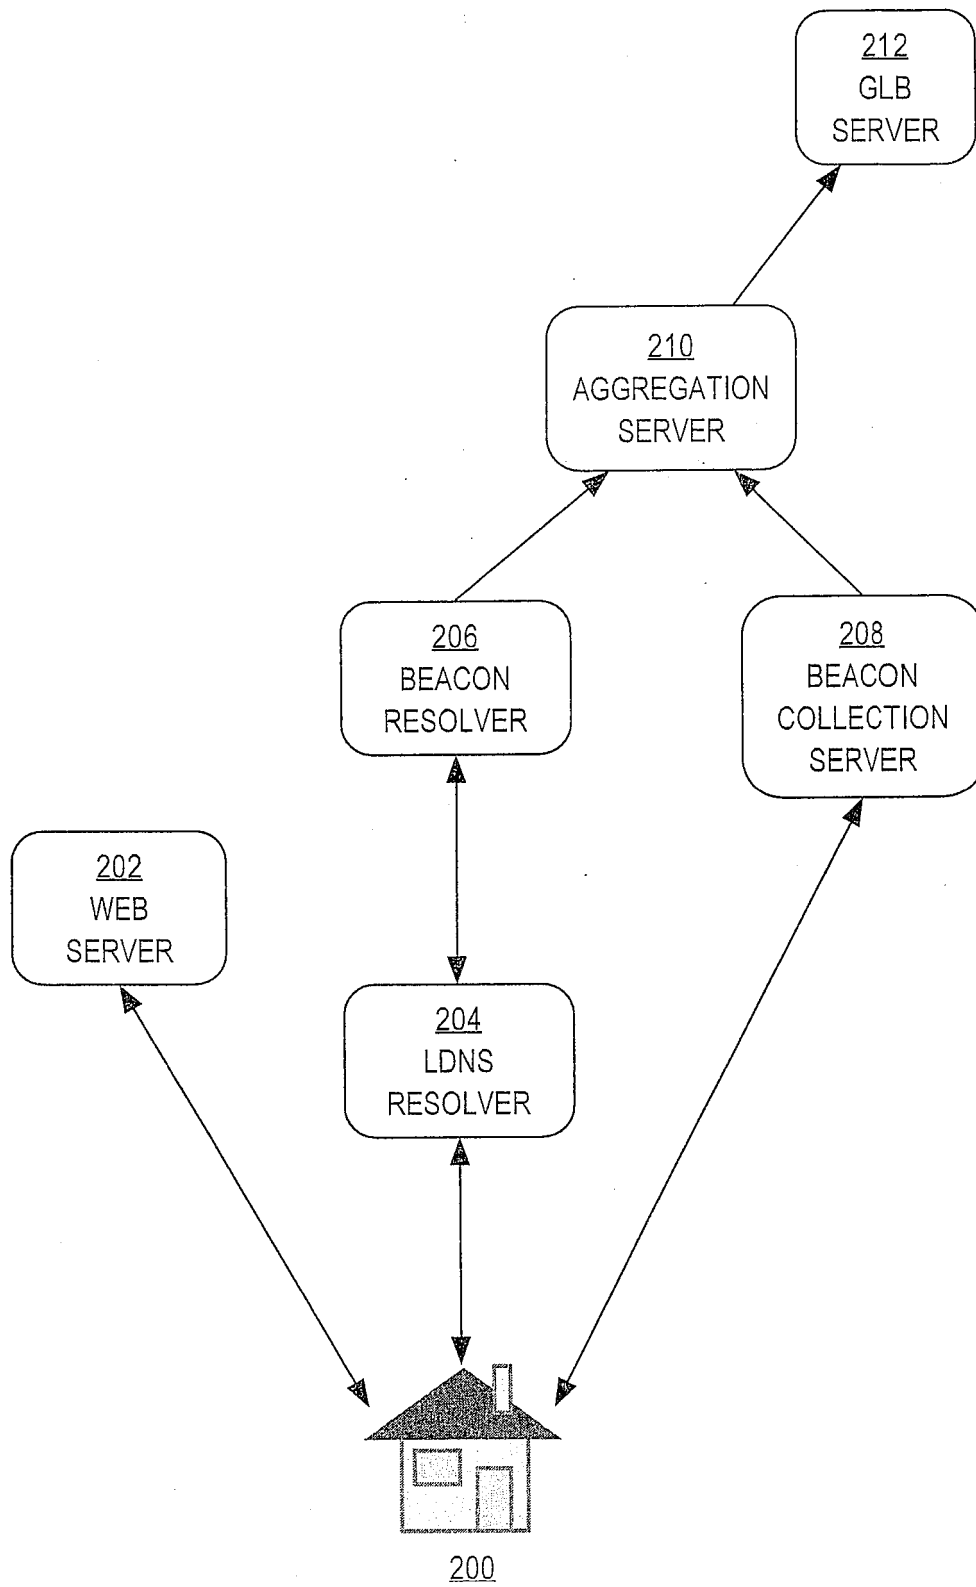 212
GLB
SERVER
210
AGGREGATION
SERVER
206
BEACON
RESOLVER
208
BEACON
COLLECTION
SERVER
202
WEB
SERVER
204
LDNS
RESOLVER
200